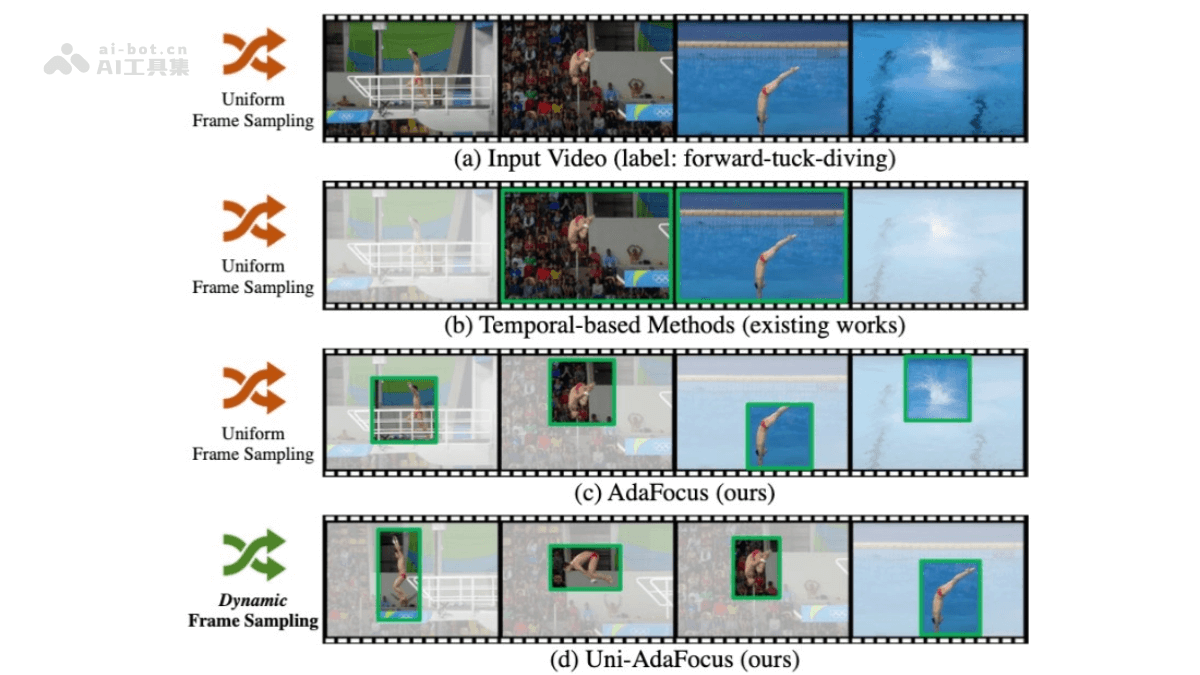 ai-bot.cn
AI工具集
Uniform
Frame Sampling
(a) Input Video (label: forward-tuck-diving)
Uniform
Frame Sampling
(b) Temporal-based Methods (existing works)
Uniform
Frame Sampling
(c) AdaFocus (ours)
Dynamic
Frame Sampling
(d) Uni-AdaFocus (ours)